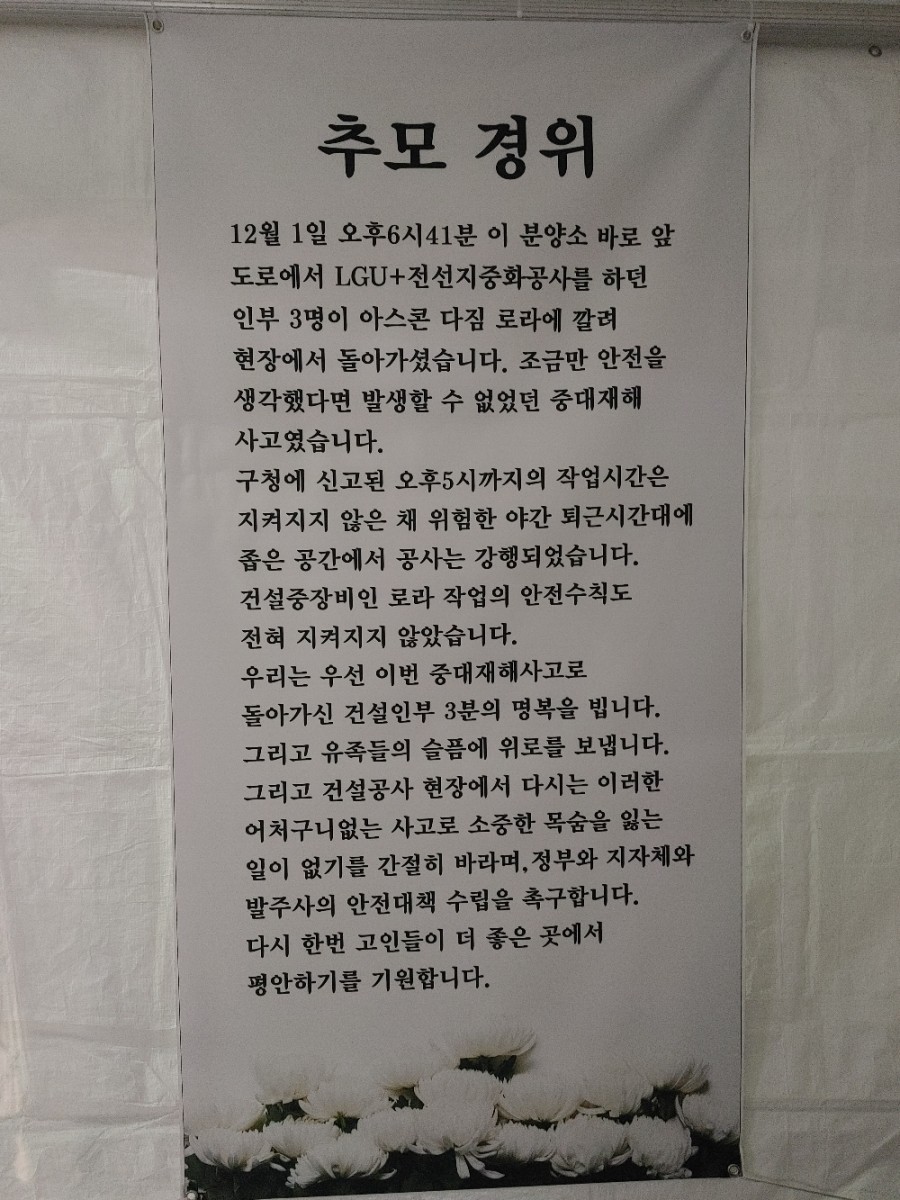 추모 경위
12월 1일 오후6시41분 이 분양소 바로 앞
도로에서 LGU+전선지중화공사를 하던
인부 3명이 아스콘 다짐 로라에 깔려
현장에서 돌아가셨습니다. 조금만 안전을
생각했다면 발생할 수 없었던 중대재해
사고였습니다.
구청에 신고된 오후5시까지의 작업시간은
지켜지지 않은 채 위험한 야간 퇴근시간대에
좁은 공간에서 공사는 강행되었습니다.
건설중장비인 로라 작업의 안전수칙도
전혀 지켜지지 않았습니다.
우리는 우선 이번 중대재해사고로
돌아가신 건설인부 3분의 명복을 빕니다.
그리고 유족들의 슬픔에 위로를 보냅니다.
그리고 건설공사 현장에서 다시는 이러한
어처구니없는 사고로 소중한 목숨을 잃는
일이 없기를 간절히 바라며,정부와 지자체와
발주사의 안전대책 수립을 촉구합니다.
다시 한번 고인들이 더 좋은 곳에서
평안하기를 기원합니다.